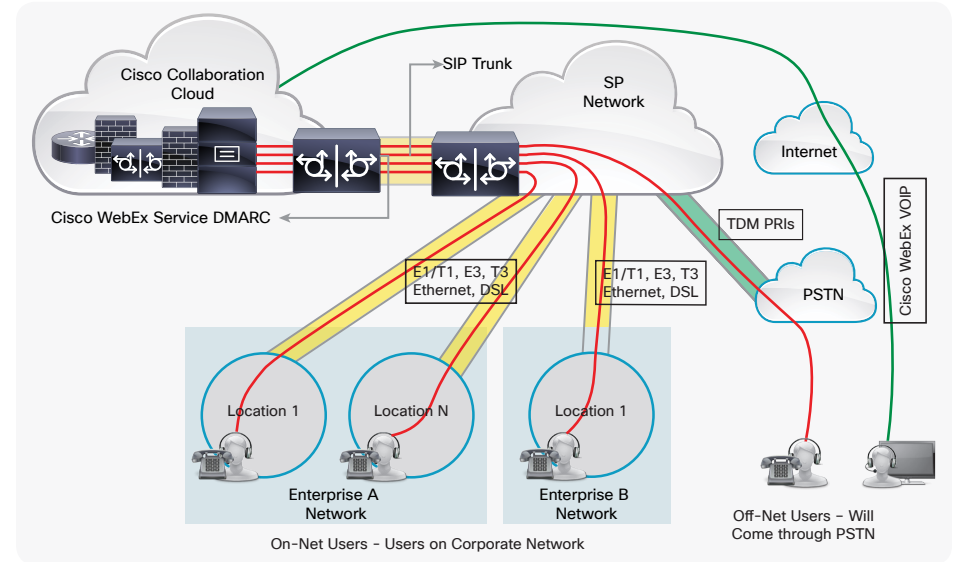 Cisco Collaboration
Cloud
SIP Trunk
SP
Network
Internet
Cisco WebEx Service DMARC
TDM PRIs
Cisco WebEx VOIP
E1/T1, E3, T3
Ethernet, DSL
E1/T1, E3, T3
Ethernet, DSL
PSTN
Location 1
Location N
Location 1
Enterprise A
Network
Enterprise B
Network
Off-Net Users – Will
Come through PSTN
On-Net Users – Users on Corporate Network